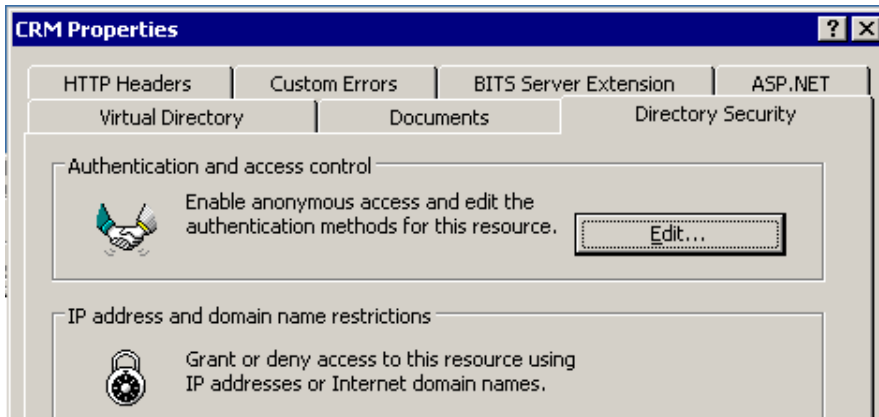 CRM Properties
HTTP Headers Custom Errors BITS Server Extension ASP.NET
Virtual Directory Documents Directory Security
Authentication and access control
Enable anonymous access and edit the
authentication methods for this resource.
Edit...
IP address and domain name restrictions
Grant or deny access to this resource using
IP addresses or Internet domain names.